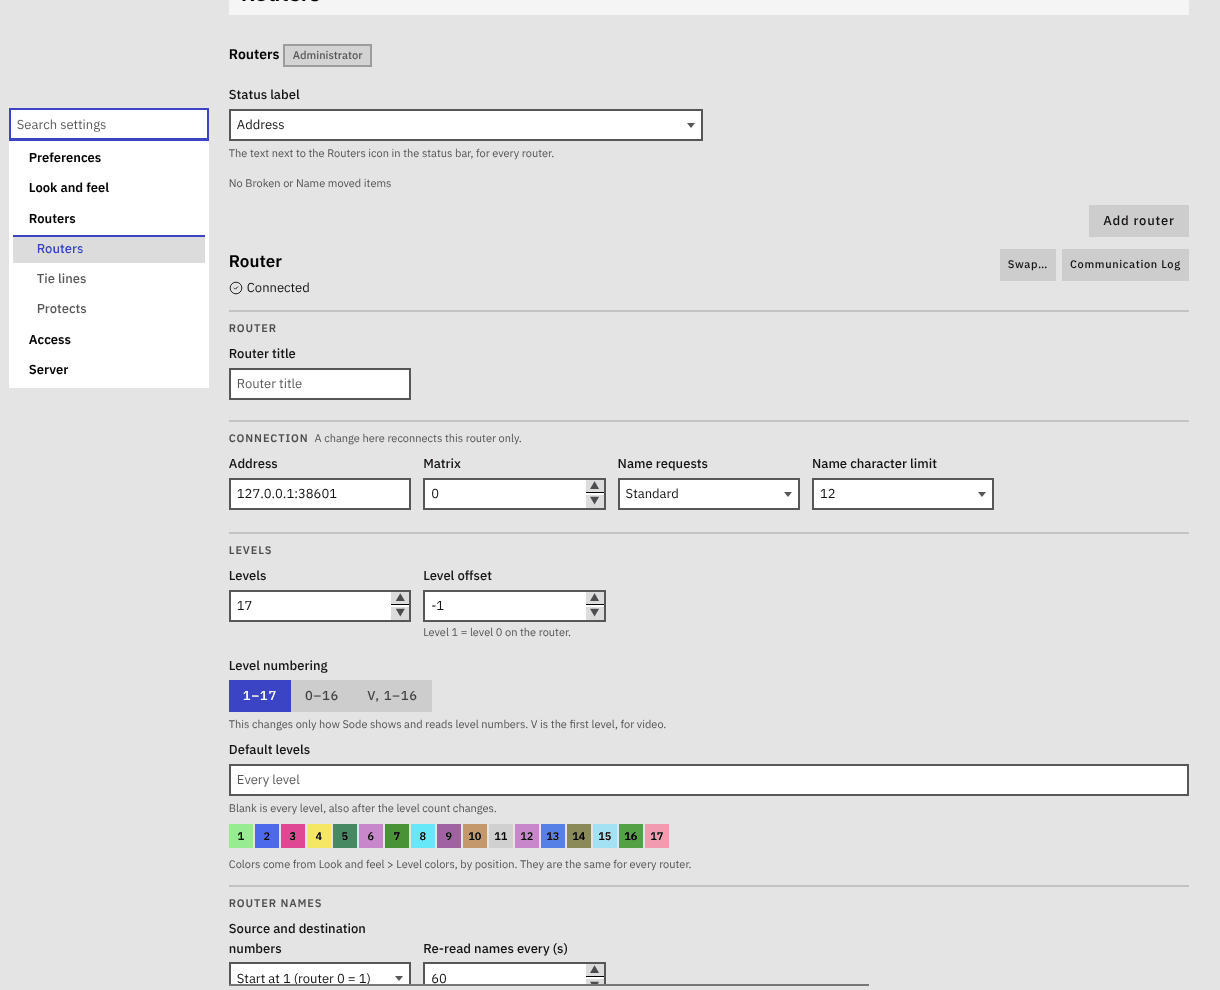 Routers
Routers Administrator
Status label
Address
The text next to the Routers icon in the status bar, for every router.
No Broken or Name moved items
Add router
Search settings
Preferences
Look and feel
Routers
Routers
Tie lines
Protects
Access
Server
Router
Swap... Communication Log
Connected
ROUTER
Router title
Router title
CONNECTION A change here reconnects this router only.
Address Matrix Name requests Name character limit
127.0.0.1:38601 0 Standard 12
LEVELS
Levels Level offset
17 -1
Level 1 = level 0 on the router.
Level numbering
1–17 0–16 V, 1–16
This changes only how Sode shows and reads level numbers. V is the first level, for video.
Default levels
Every level
Blank is every level, also after the level count changes.
1 2 3 4 5 6 7 8 9 10 11 12 13 14 15 16 17
Colors come from Look and feel > Level colors, by position. They are the same for every router.
ROUTER NAMES
Source and destination
numbers Re-read names every (s)
Start at 1 (router 0 = 1) 60